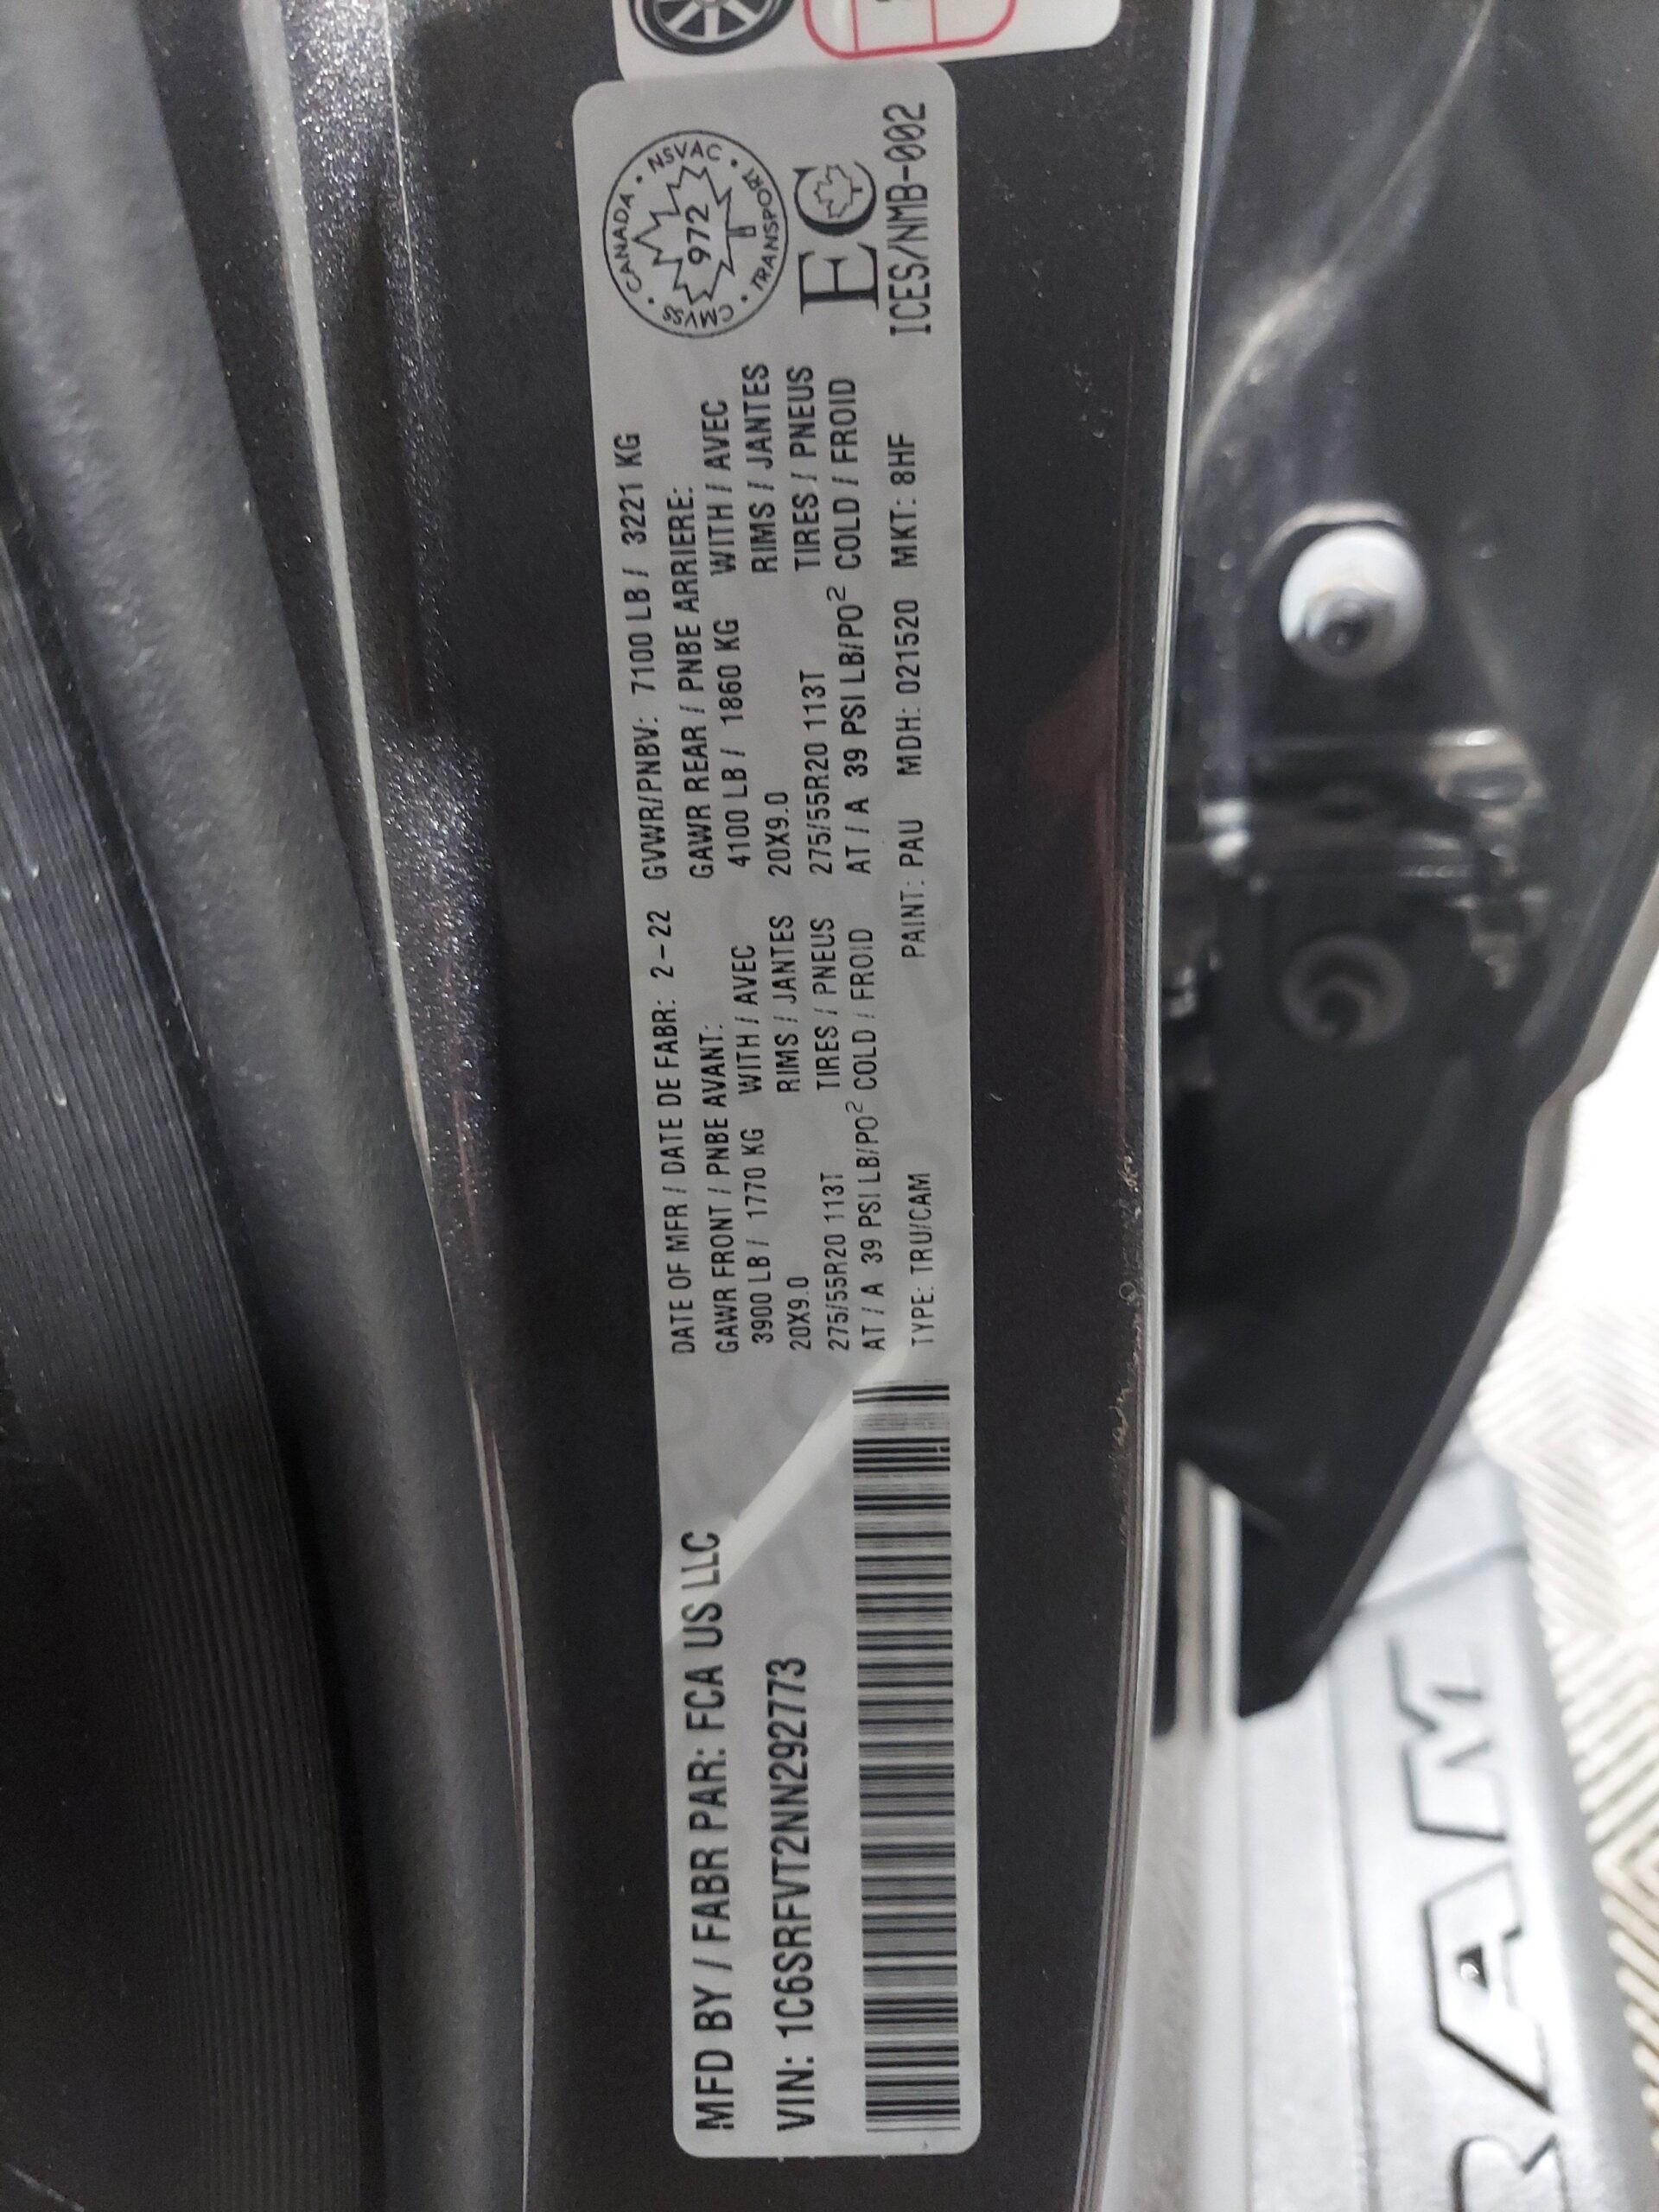 MFD BY / FABR PAR: FCA US LLC
VIN: 1C6SRFVT2NN292773
DATE OF MFR / DATE DE FABR: 2-22 GVWR/PNBV: 7100 LB / 3221 KG
GAWR FRONT / PNBE AVANT: GAWR REAR / PNBE ARRIERE:
3900 LB / 1770 KG WITH / AVEC 4100 LB / 1860 KG WITH / AVEC
20X9.0 RIMS / JANTES 20X9.0 RIMS / JANTES
275/55R20 113T TIRES / PNEUS 275/55R20 113T TIRES / PNEUS
AT / A 39 PSI LB/PO² COLD / FROID AT / A 39 PSI LB/PO² COLD / FROID
TYPE: TRU/CAM PAINT: PAU MDH: 021520 MKT: 8HF
CANADA • NSVAC • TRANSPORT • CMVSS •
972
EC
ICES/NMB-002
RAM